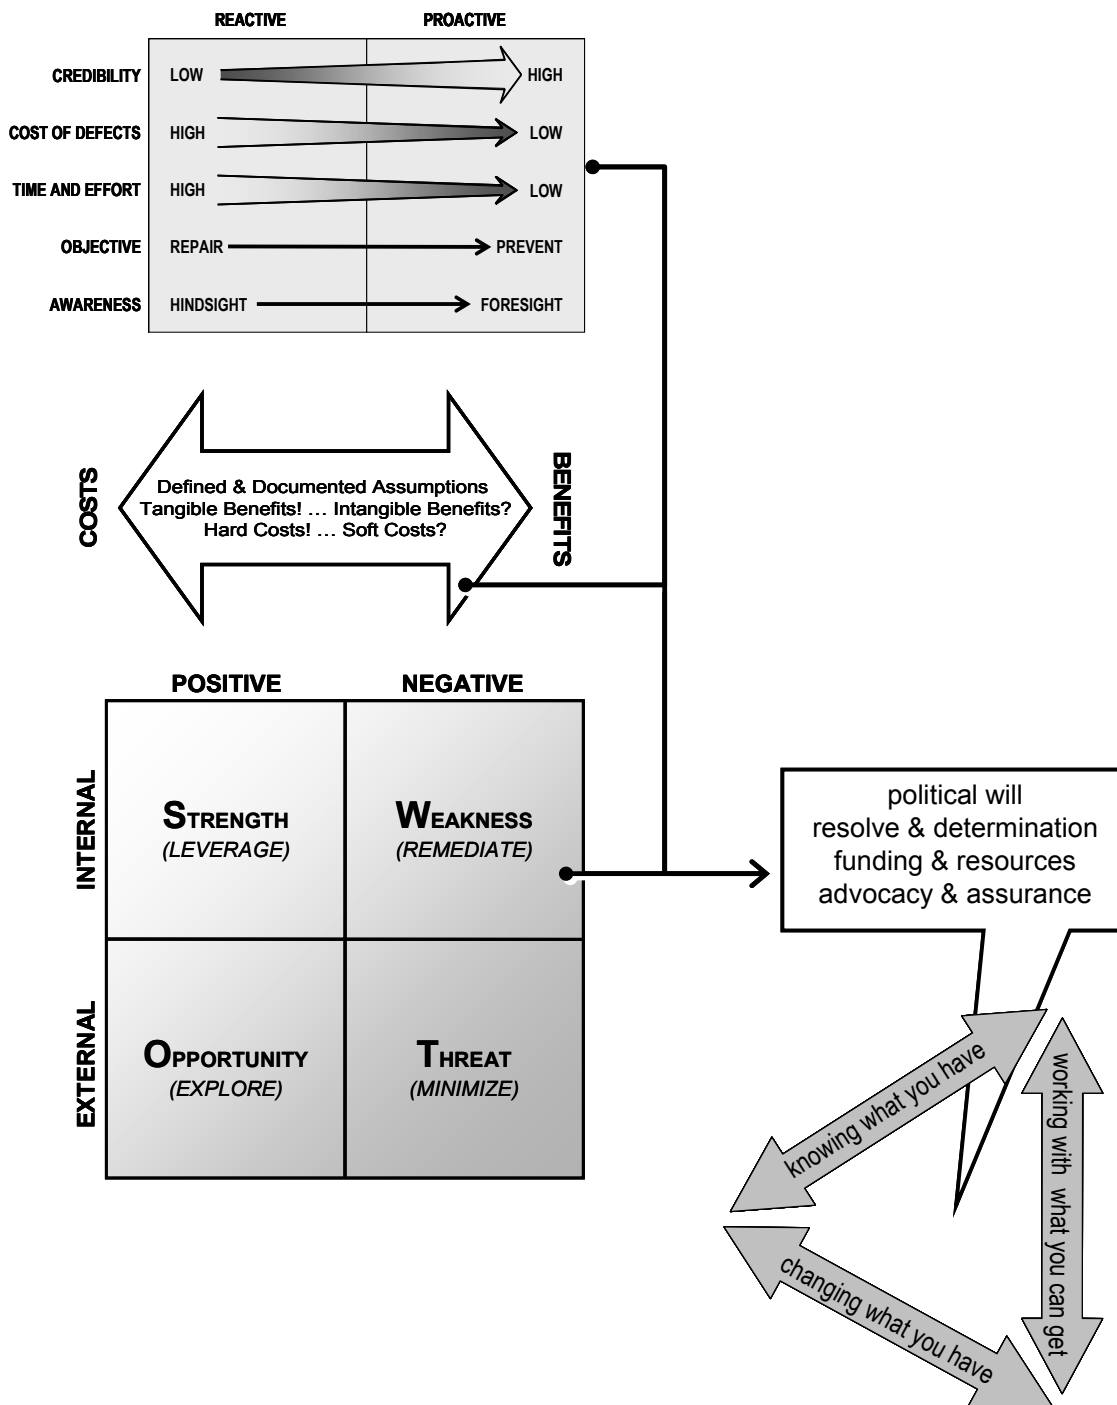 REACTIVE PROACTIVE
CREDIBILITY LOW HIGH
COST OF DEFECTS HIGH LOW
TIME AND EFFORT HIGH LOW
OBJECTIVE REPAIR PREVENT
AWARENESS HINDSIGHT FORESIGHT
COSTS
Defined & Documented Assumptions
Tangible Benefits! … Intangible Benefits?
Hard Costs! … Soft Costs?
BENEFITS
POSITIVE NEGATIVE
INTERNAL
STRENGTH
(LEVERAGE)
WEAKNESS
(REMEDIATE)
EXTERNAL
OPPORTUNITY
(EXPLORE)
THREAT
(MINIMIZE)
political will
resolve & determination
funding & resources
advocacy & assurance
knowing what you have
working with what you can get
changing what you have